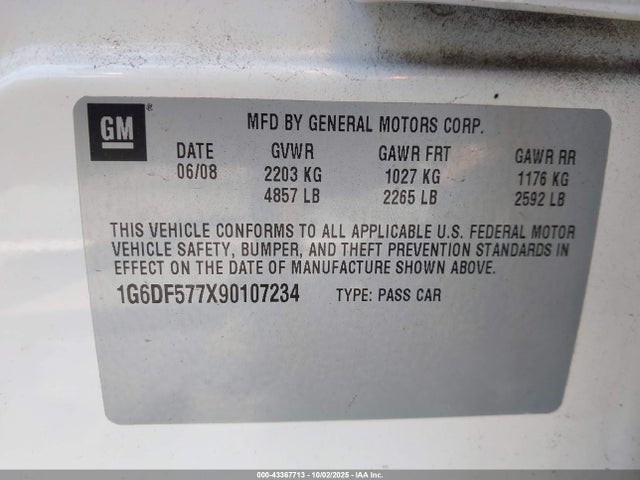 GM®
MFD BY GENERAL MOTORS CORP.
DATE GVWR GAWR FRT GAWR RR
06/08 2203 KG 1027 KG 1176 KG
4857 LB 2265 LB 2592 LB
THIS VEHICLE CONFORMS TO ALL APPLICABLE U.S. FEDERAL MOTOR
VEHICLE SAFETY, BUMPER, AND THEFT PREVENTION STANDARDS IN
EFFECT ON THE DATE OF MANUFACTURE SHOWN ABOVE.
1G6DF577X90107234 TYPE: PASS CAR
000-43367713 - 10/02/2025 - IAA Inc.